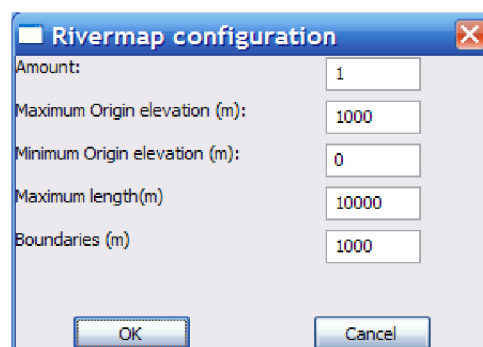 Rivermap configuration
Amount: 1
Maximum Origin elevation (m): 1000
Minimum Origin elevation (m): 0
Maximum length(m) 10000
Boundaries (m) 1000
OK Cancel